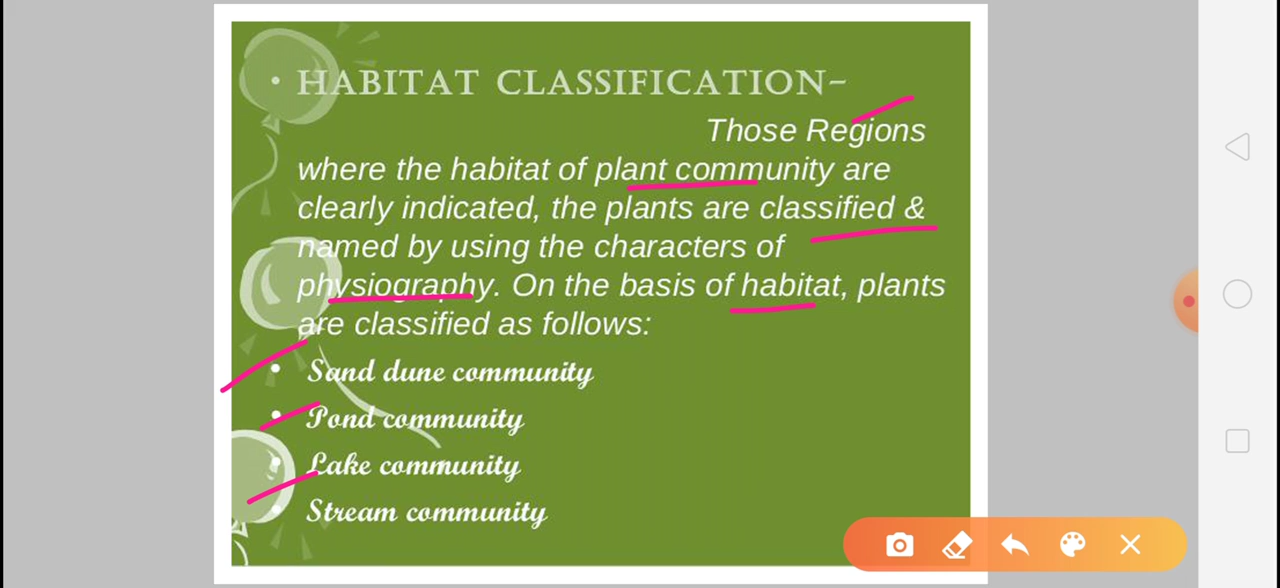 • HABITAT CLASSIFICATION–
Those Regions
where the habitat of plant community are
clearly indicated, the plants are classified &
named by using the characters of
physiography. On the basis of habitat, plants
are classified as follows:
• Sand dune community
• Pond community
• Lake community
• Stream community